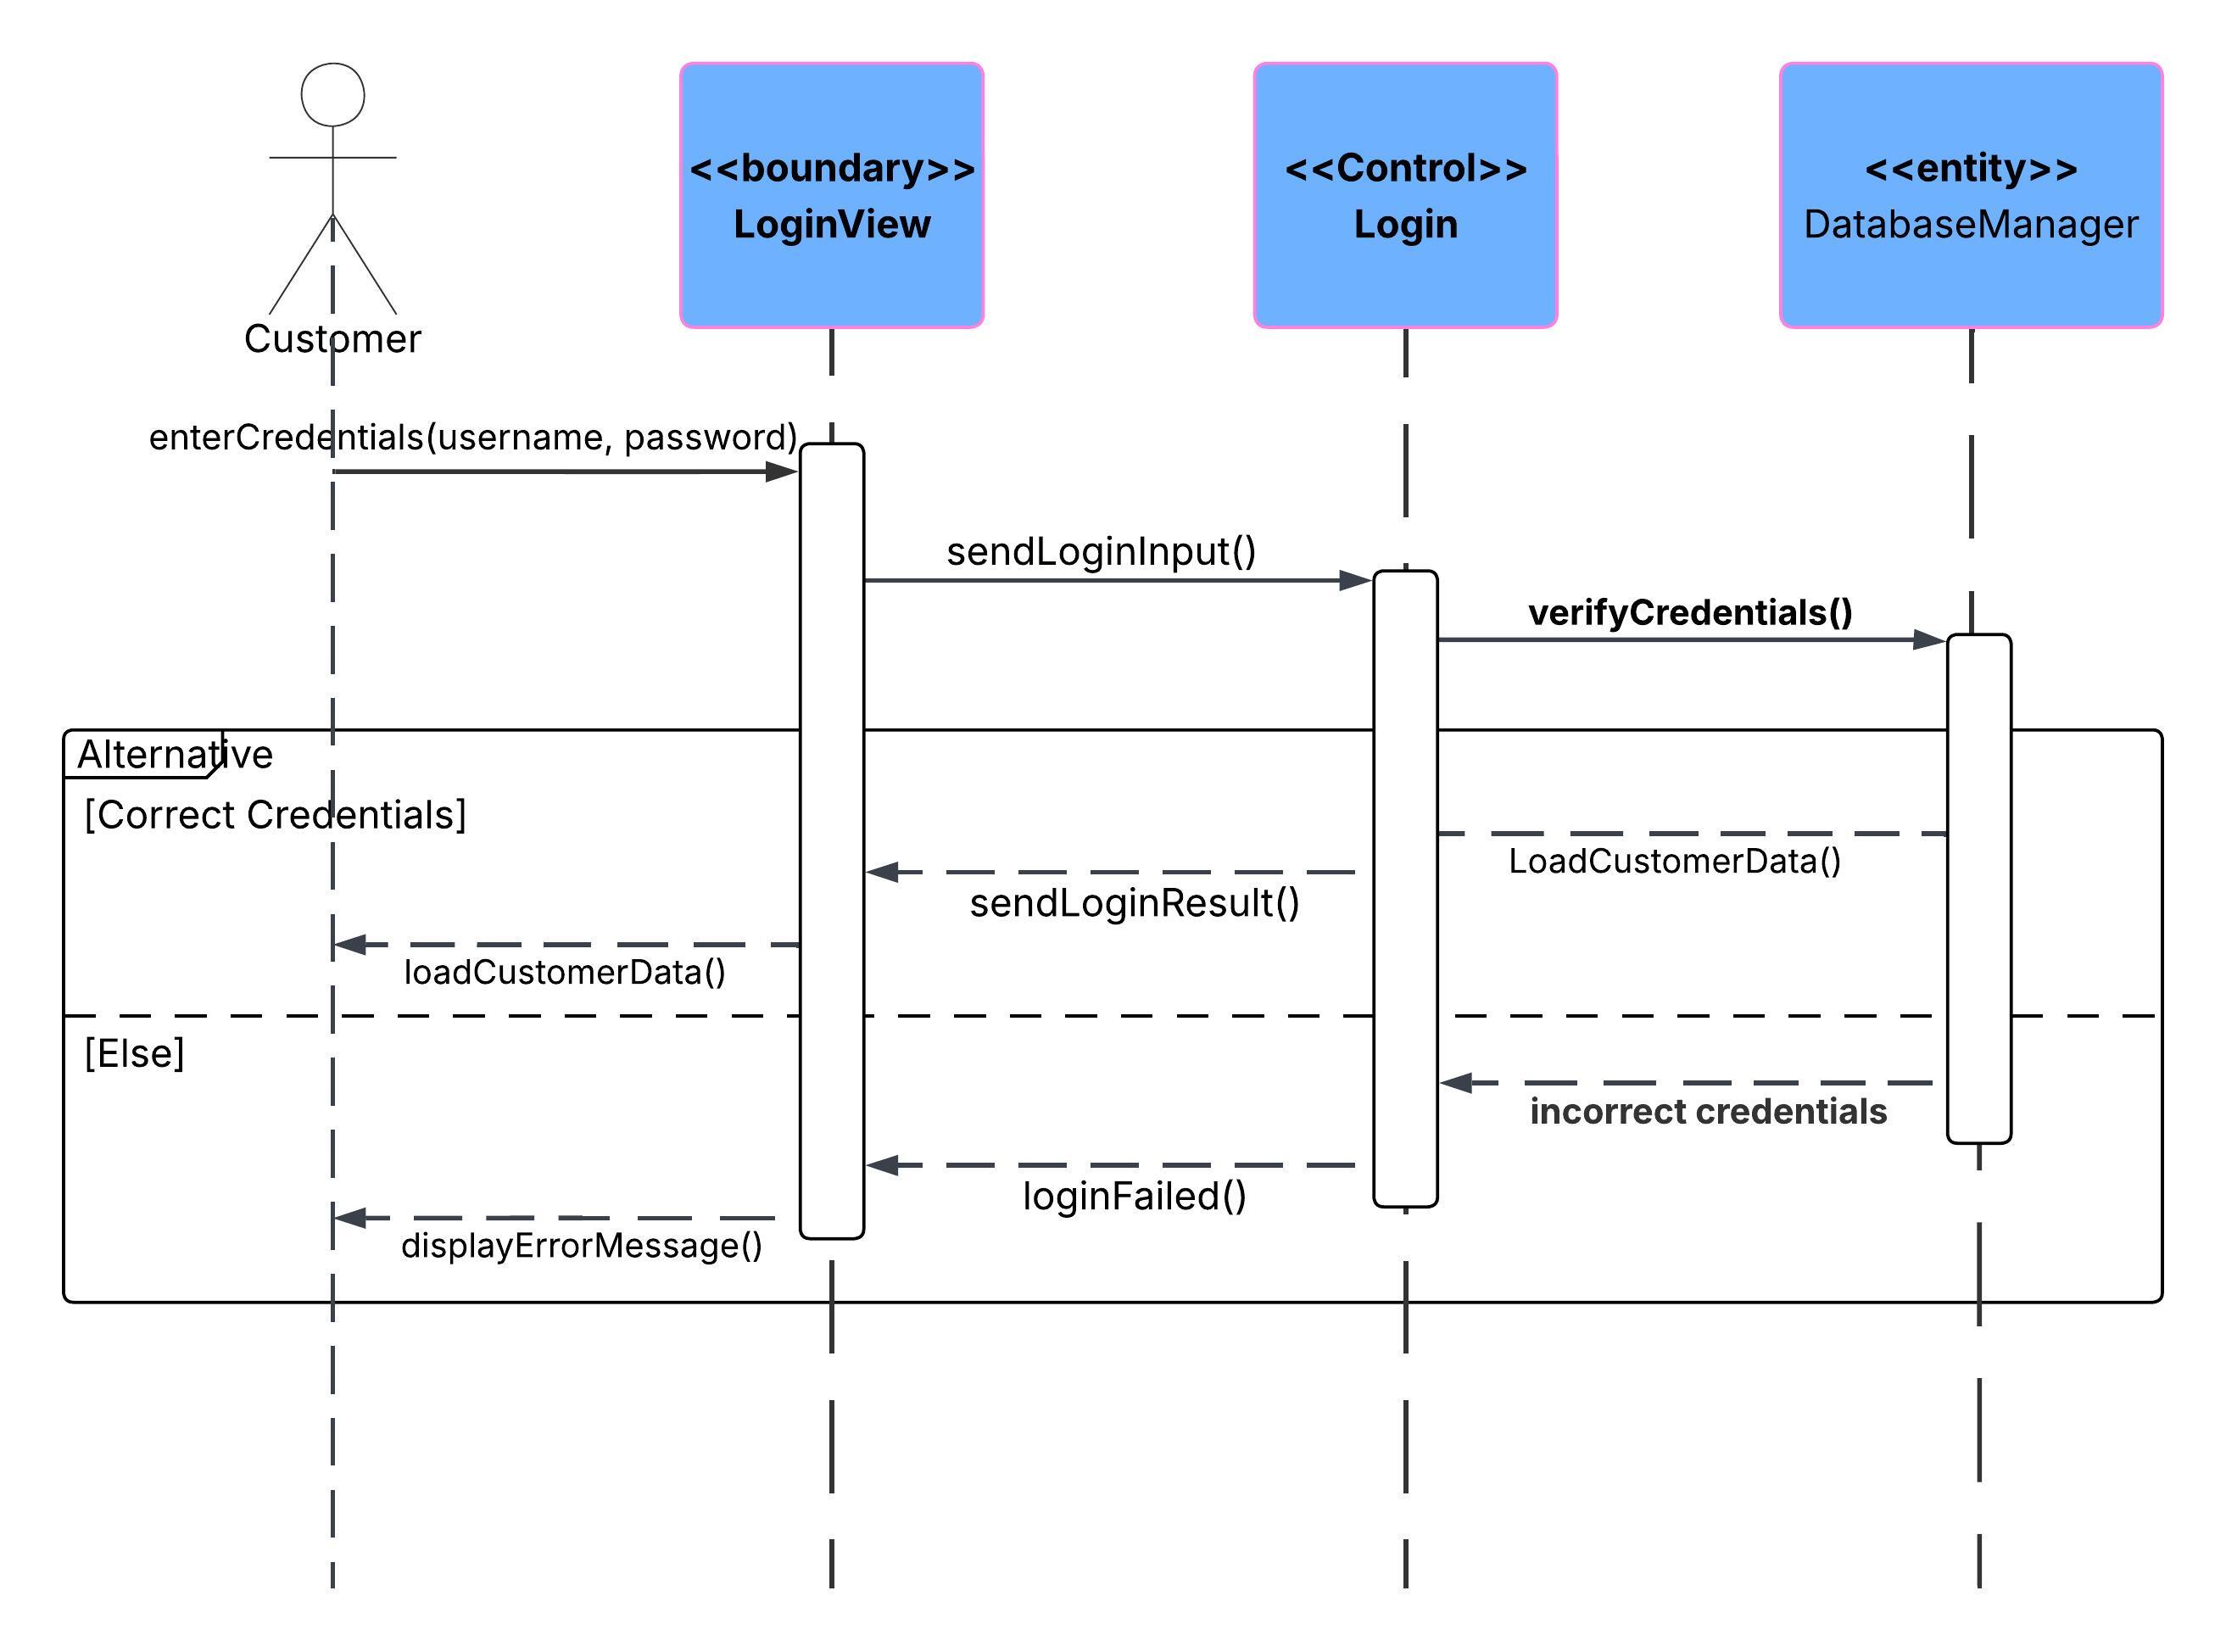 <<boundary>>
LoginView
<<Control>>
Login
<<entity>>
DatabaseManager
Customer
enterCredentials(username, password)
sendLoginInput()
verifyCredentials()
Alternative
[Correct Credentials]
LoadCustomerData()
sendLoginResult()
loadCustomerData()
[Else]
incorrect credentials
loginFailed()
displayErrorMessage()